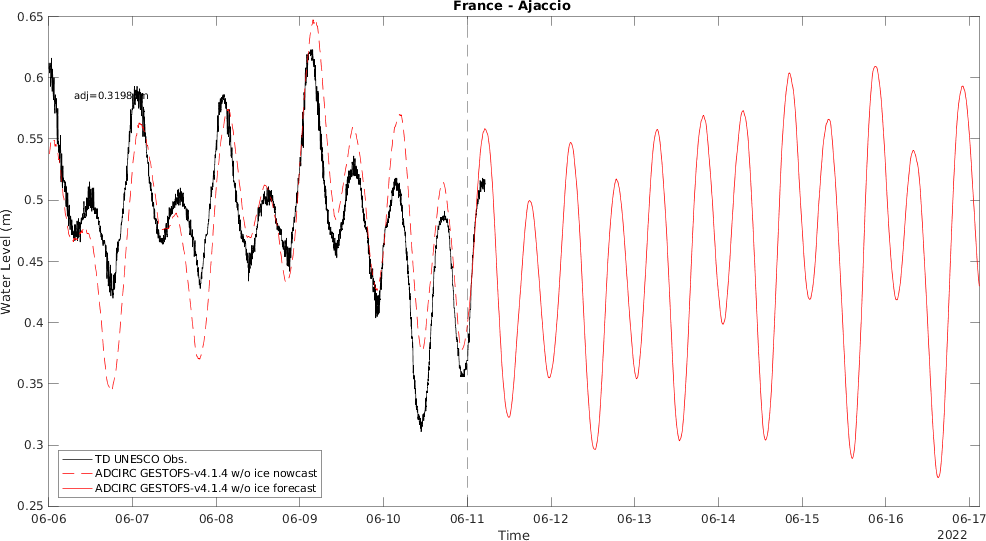 France - Ajaccio
Water Level (m)
0.65
0.6
0.55
0.5
0.45
0.4
0.35
0.3
0.25
adj=0.3198 m
TD UNESCO Obs.
ADCIRC GESTOFS-v4.1.4 w/o ice nowcast
ADCIRC GESTOFS-v4.1.4 w/o ice forecast
06-06 06-07 06-08 06-09 06-10 06-11 06-12 06-13 06-14 06-15 06-16 06-17
Time
2022